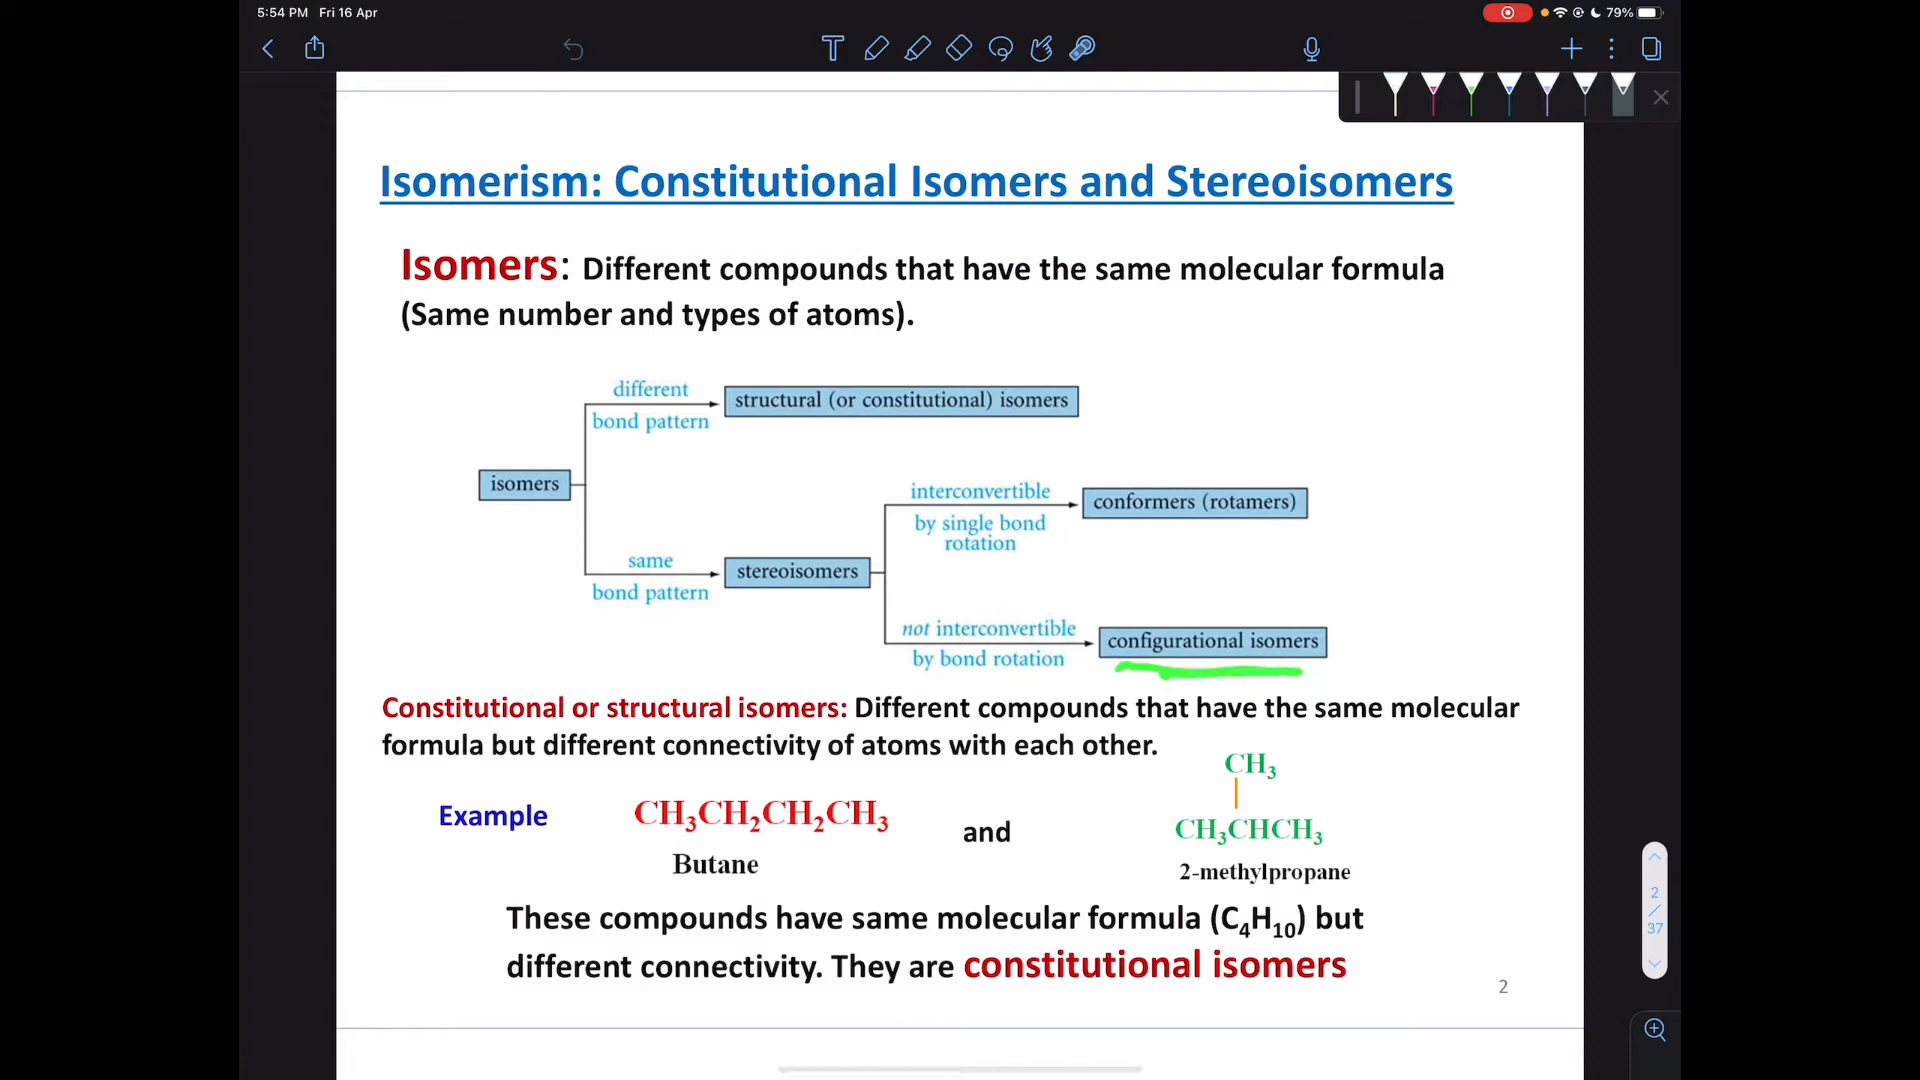 5:54 PM Fri 16 Apr
79%
Isomerism: Constitutional Isomers and Stereoisomers
Isomers: Different compounds that have the same molecular formula
(Same number and types of atoms).
different
bond pattern
structural (or constitutional) isomers
isomers
interconvertible
by single bond
rotation
conformers (rotamers)
same
bond pattern
stereoisomers
not interconvertible
by bond rotation
configurational isomers
Constitutional or structural isomers: Different compounds that have the same molecular
formula but different connectivity of atoms with each other.
CH₃
Example
CH₃CH₂CH₂CH₃
and
CH₃CHCH₃
Butane
2-methylpropane
These compounds have same molecular formula (C₄H₁₀) but
different connectivity. They are constitutional isomers
2
2
/
37